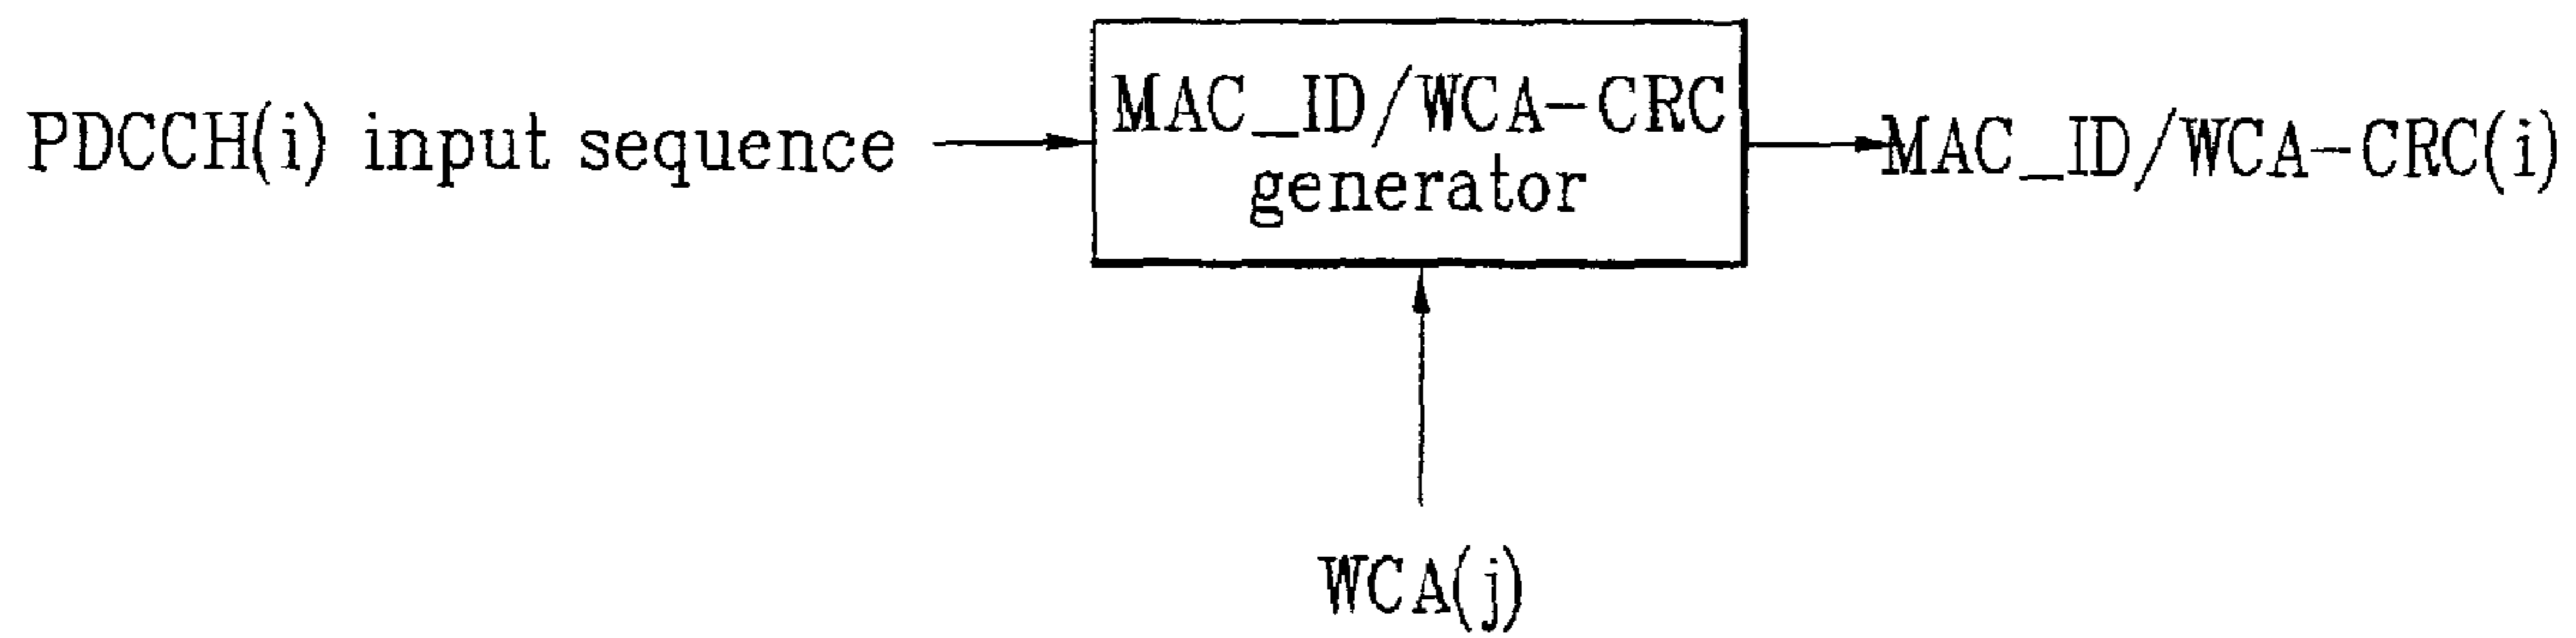 PDCCH(i) input sequence
MAC_ID/WCA-CRC
generator
MAC_ID/WCA-CRC(i)
WCA(j)